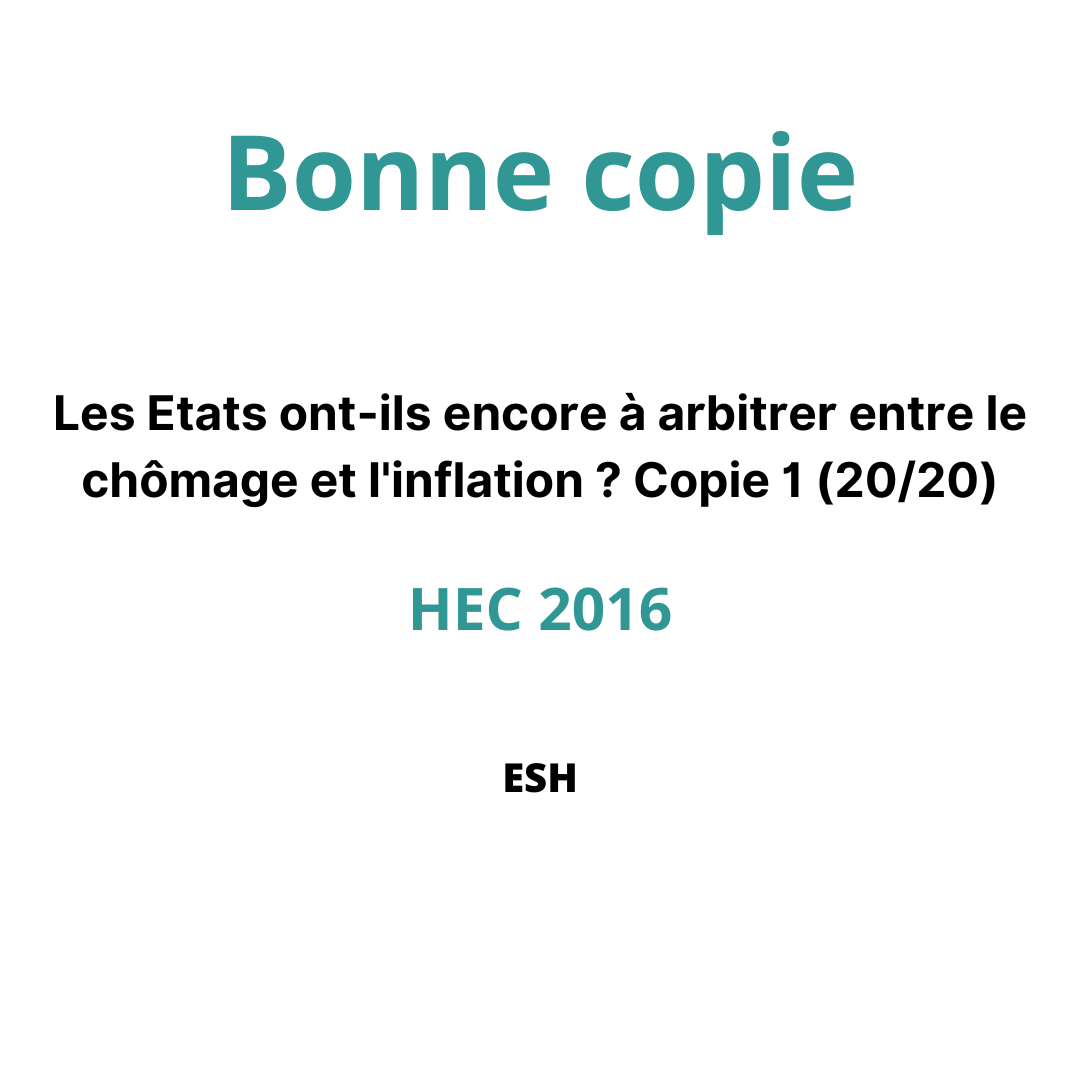 Bonne copie
Les Etats ont-ils encore à arbitrer entre le
chômage et l'inflation ? Copie 1 (20/20)
HEC 2016
ESH